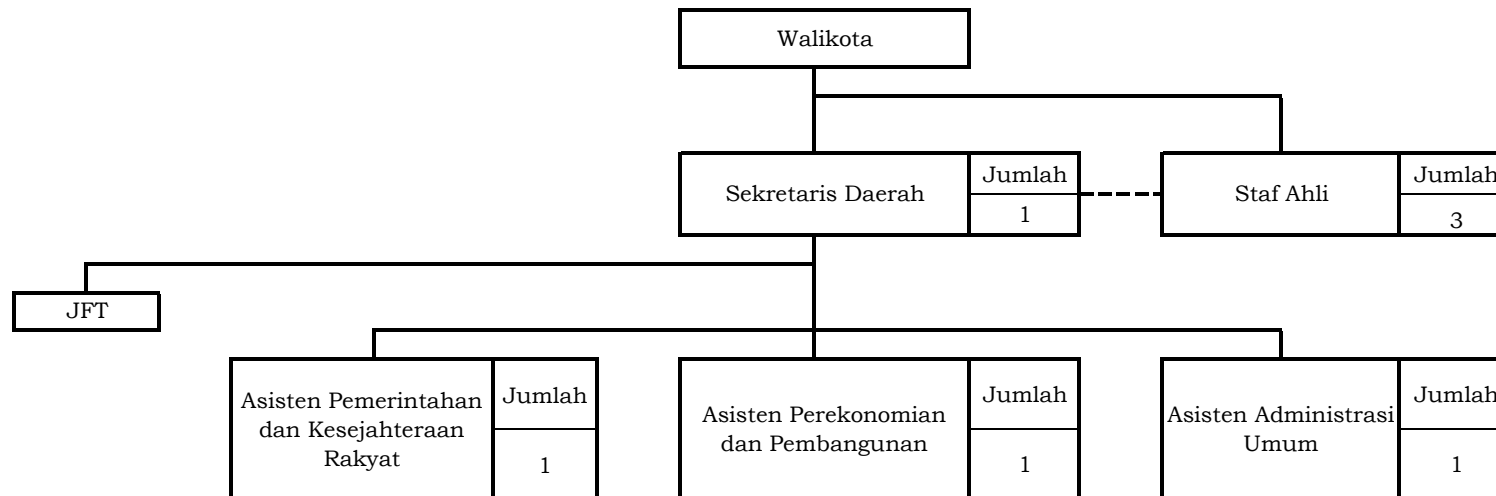 Walikota
Sekretaris Daerah
Jumlah
1
Staf Ahli
Jumlah
3
JFT
Asisten Pemerintahan
dan Kesejahteraan
Rakyat
Jumlah
1
Asisten Perekonomian
dan Pembangunan
Jumlah
1
Asisten Administrasi
Umum
Jumlah
1